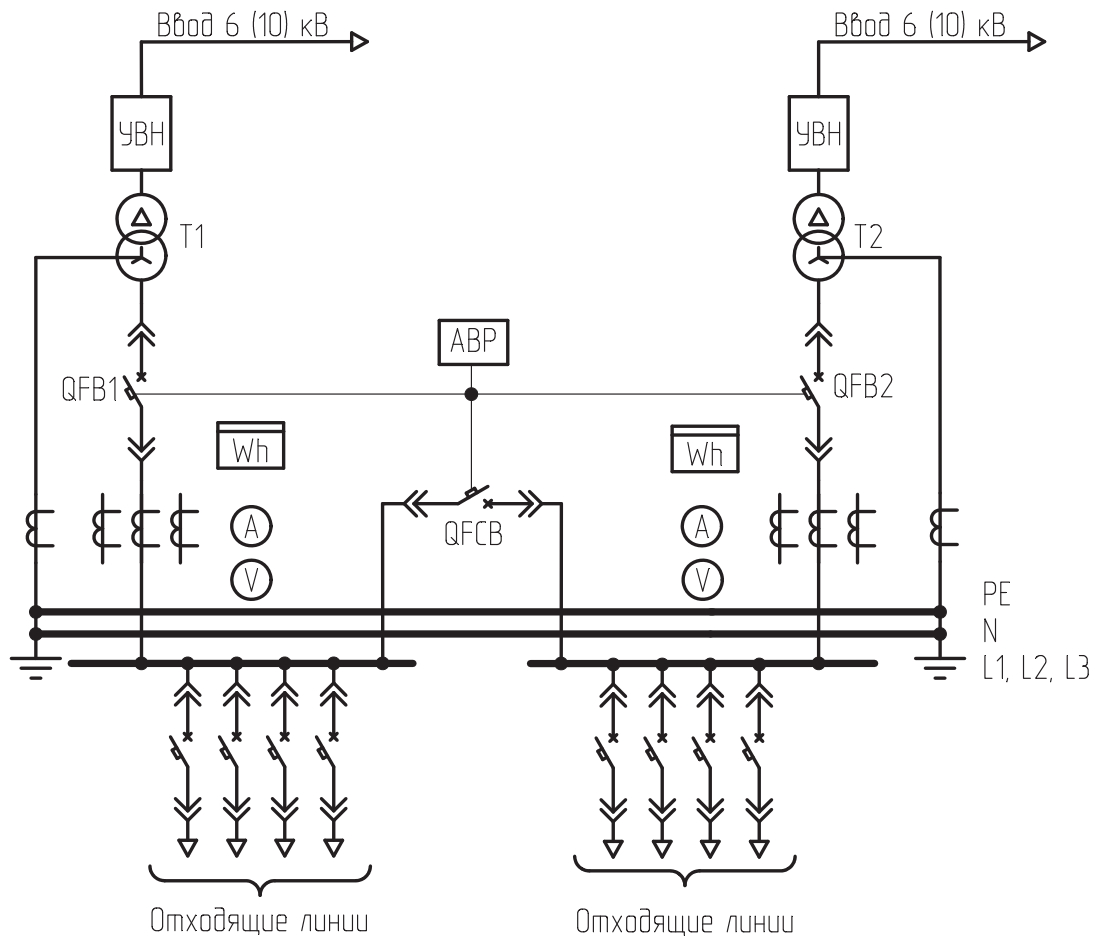 Ввод 6 (10) кВ
Ввод 6 (10) кВ
УВН
УВН
T1
T2
АВР
QFB1
QFB2
Wh
Wh
QFCB
A
A
V
V
PE
N
L1, L2, L3
Отходящие линии
Отходящие линии